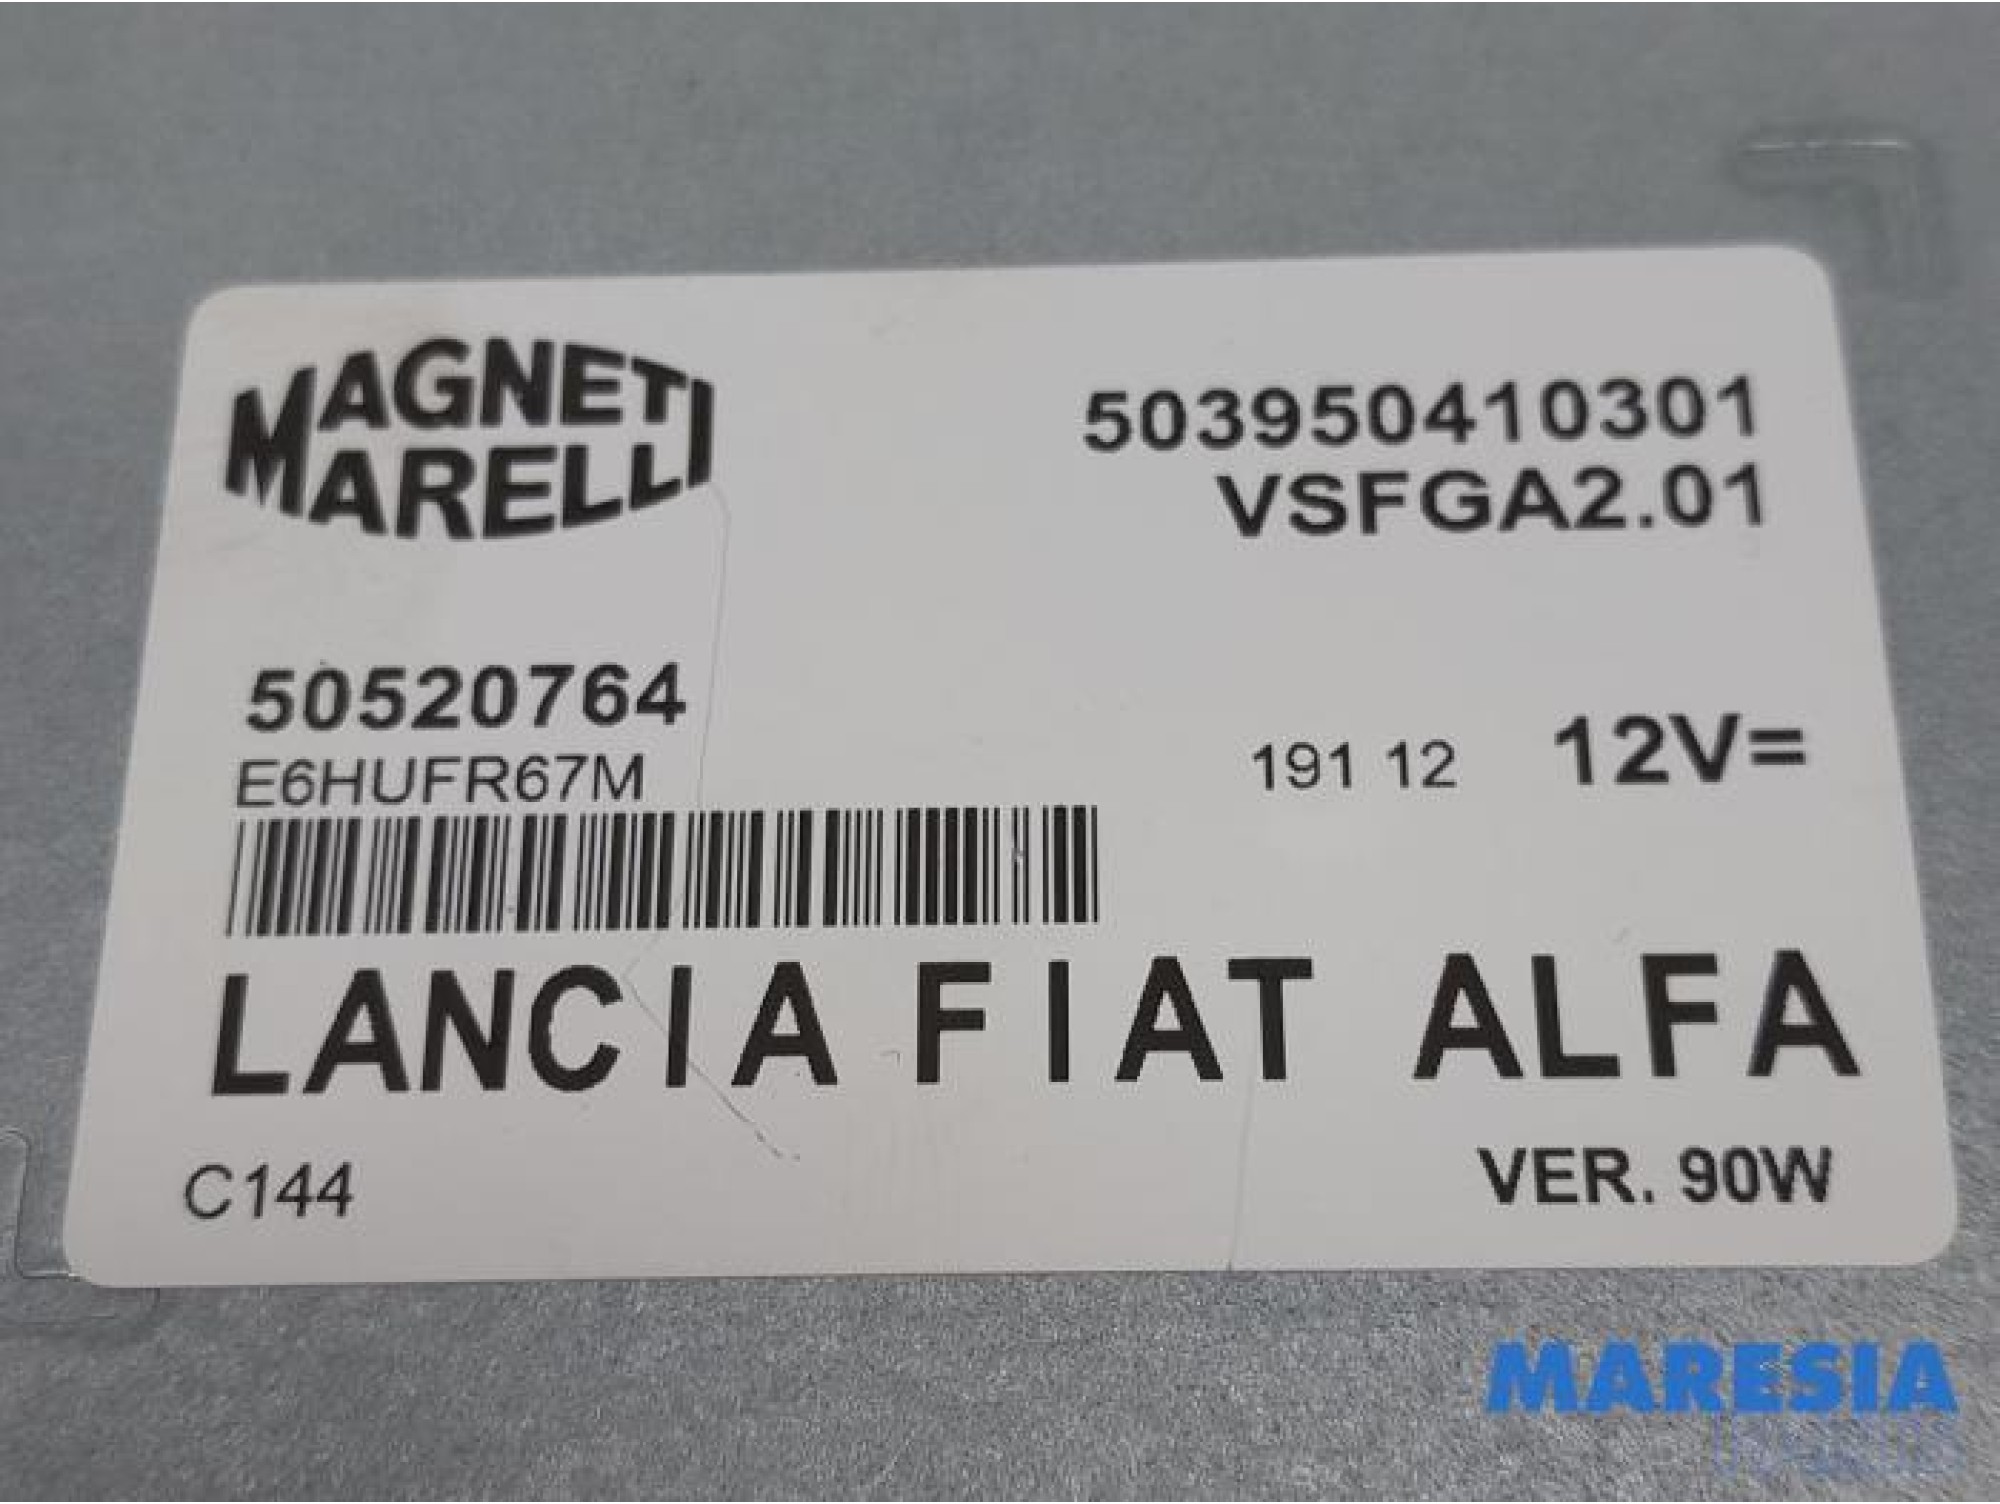 MAGNETI
MARELLI
503950410301
VSFGA2.01
50520764
E6HUFR67M
191 12 12V=
LANCIA FIAT ALFA
C144
VER. 90W
MARESIA